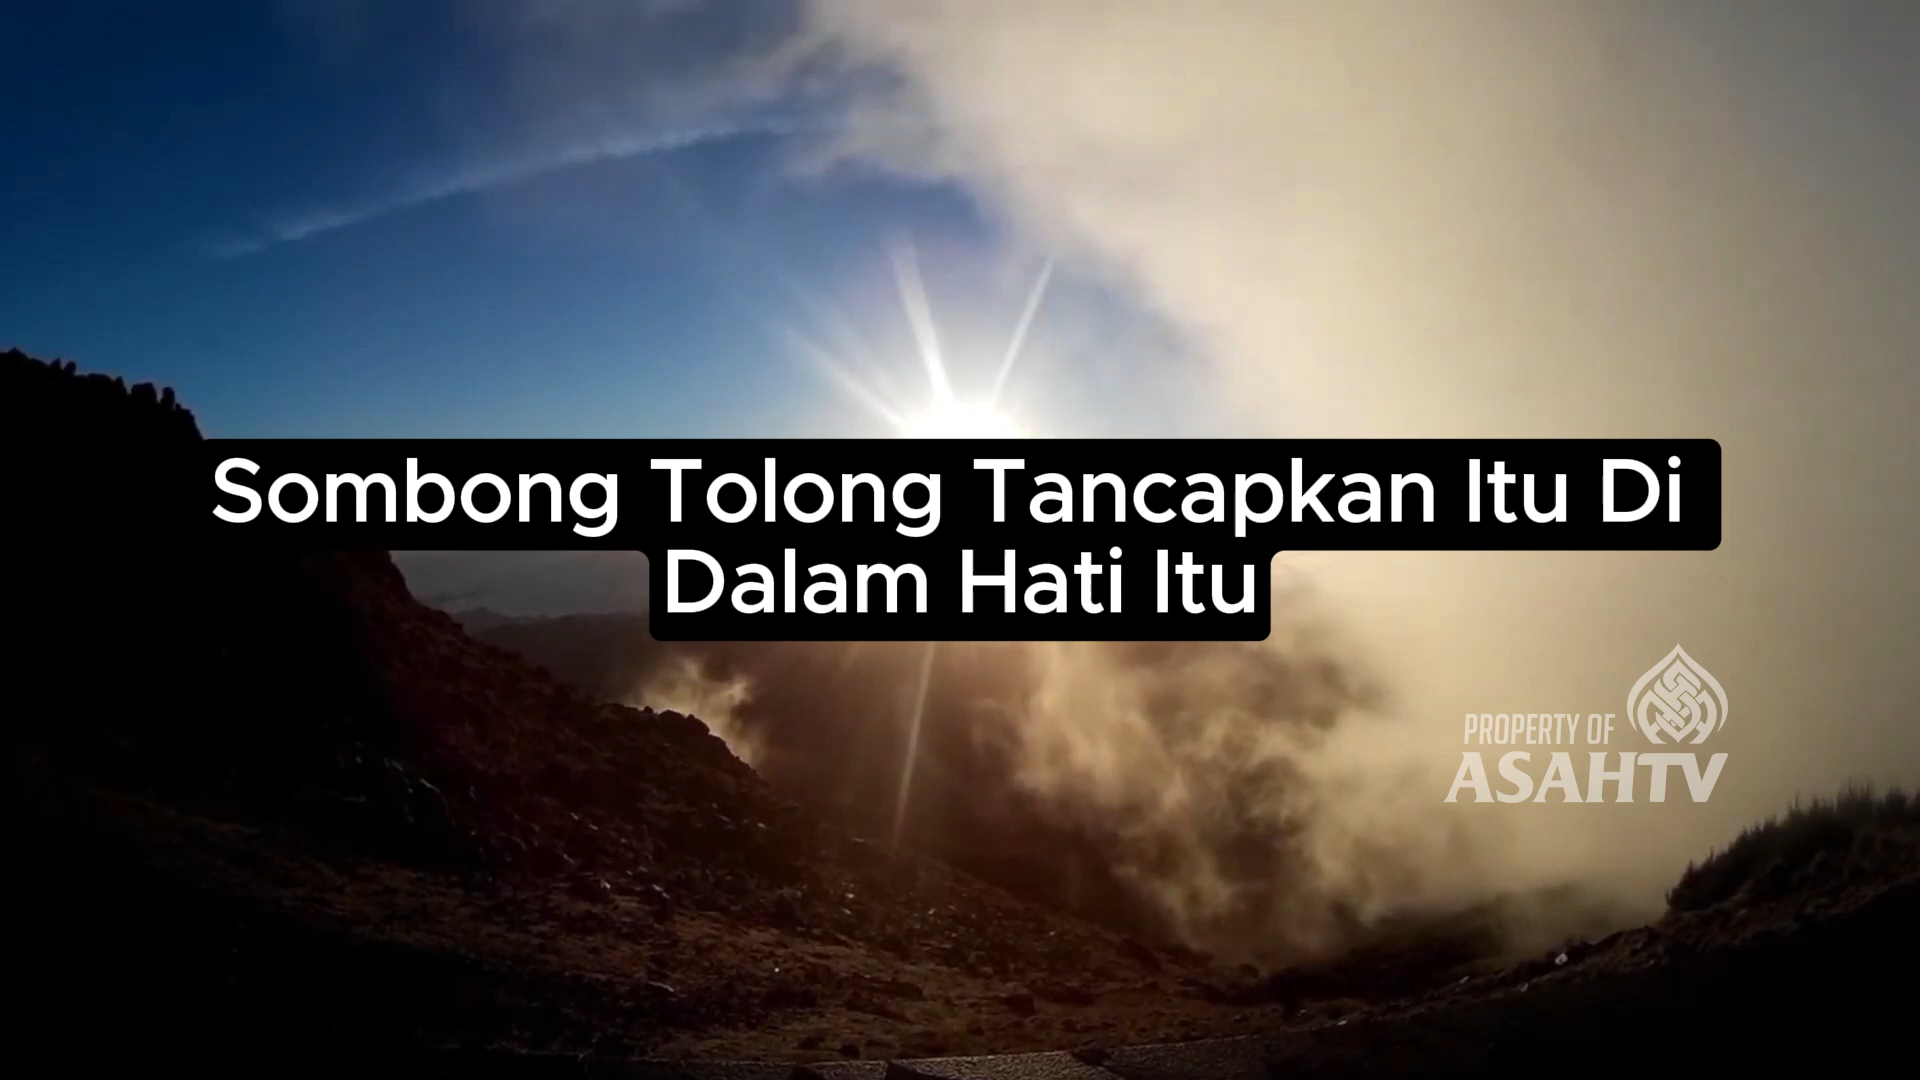 Sombong Tolong Tancapkan Itu Di
Dalam Hati Itu
PROPERTY OF
ASAHTV